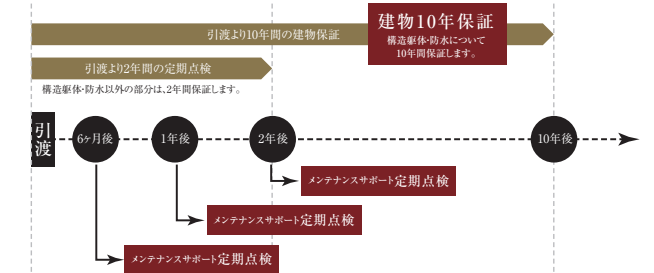 建物10年保証
引渡より10年間の建物保証
構造躯体・防水について
10年間保証します。
引渡より2年間の定期点検
構造躯体・防水以外の部分は、2年間保証します。
引渡
6ヶ月後
1年後
2年後
10年後
メンテナンスサポート定期点検
メンテナンスサポート定期点検
メンテナンスサポート定期点検